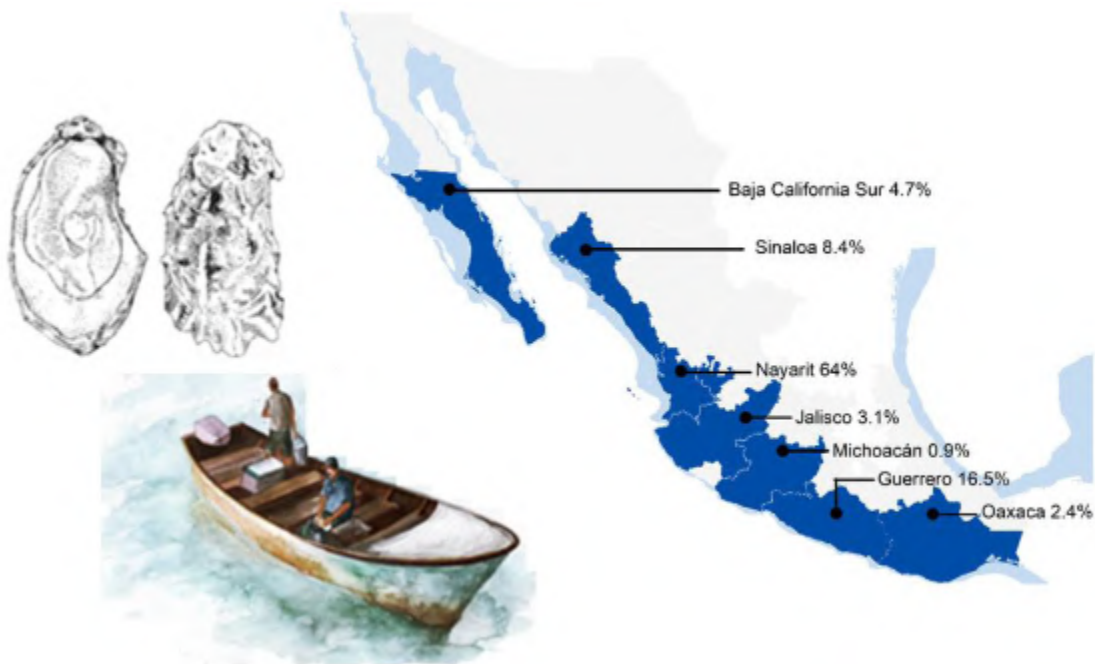 Baja California Sur 4.7%
Sinaloa 8.4%
Nayarit 64%
Jalisco 3.1%
Michoacán 0.9%
Guerrero 16.5%
Oaxaca 2.4%